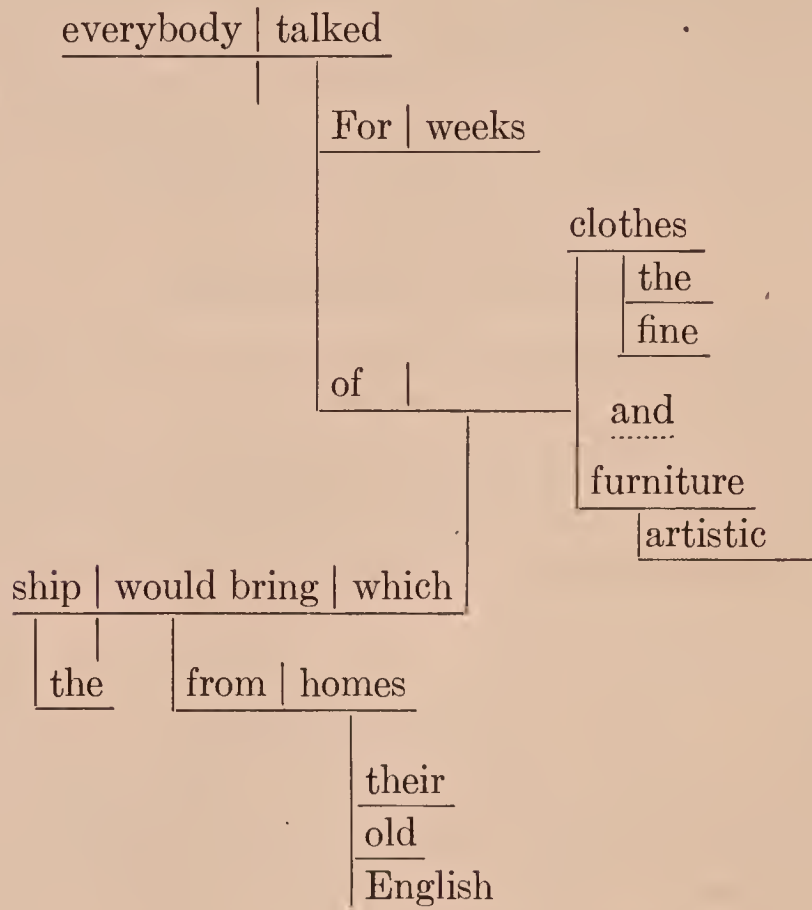 everybody | talked
For | weeks
clothes
the
fine
of |
and
furniture
artistic
ship | would bring | which
the from | homes
their
old
English